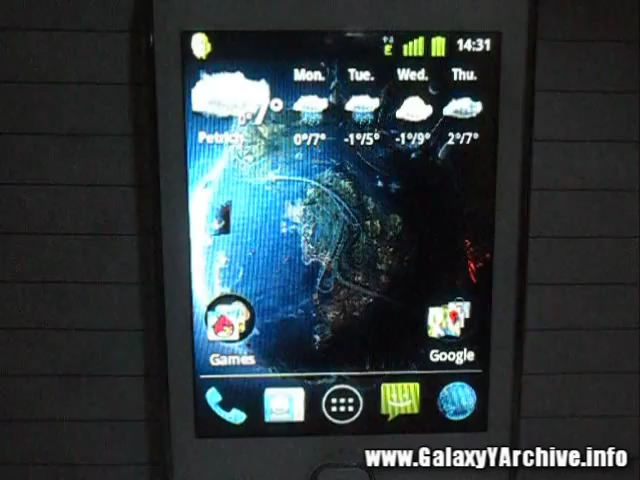 E 14:31
Mon. Tue. Wed. Thu.
Petrich 0°/7° -1°/5° -1°/9° 2°/7°
Games Google
www.GalaxyYArchive.info